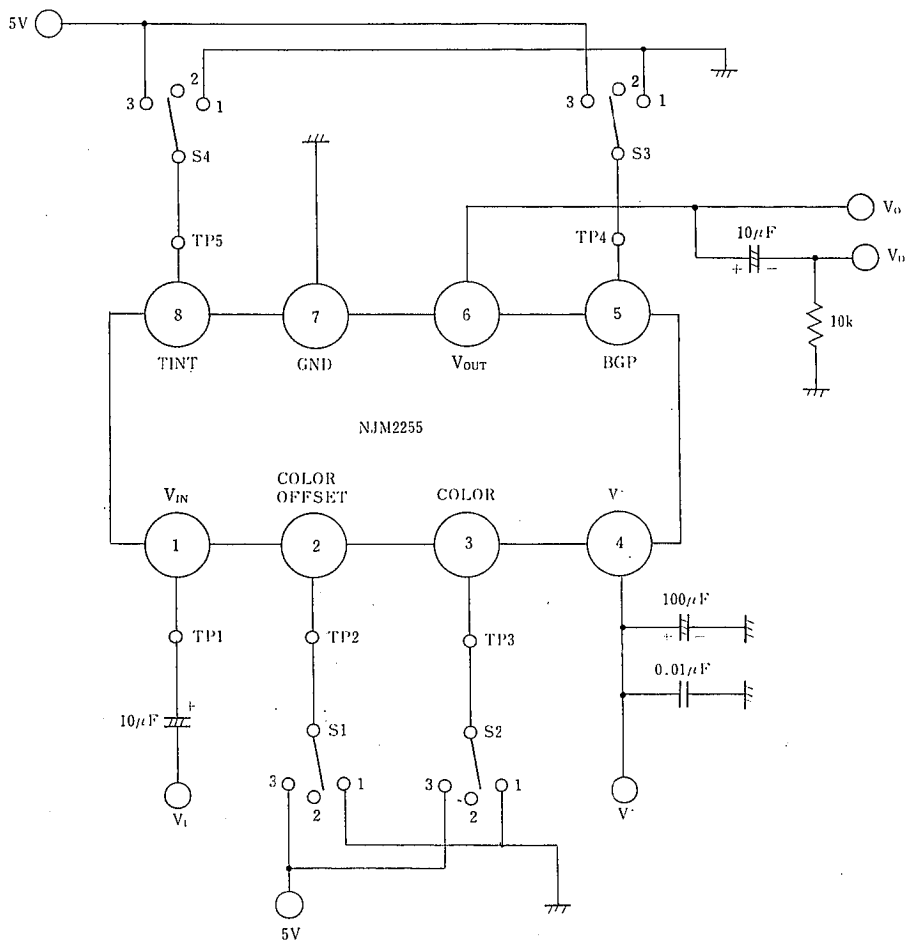 5V
2
3
1
S4
2
3
1
S3
TP5
TP4
10μF
+
−
V₀
V₀
10k
8
7
6
5
TINT
GND
VOUT
BGP
NJM2255
VIN
COLOR
OFFSET
COLOR
V⁺
1
2
3
4
TP1
TP2
TP3
100μF
+
−
0.01μF
10μF
+
S1
S2
3
1
2
3
1
2
VI
V⁺
5V